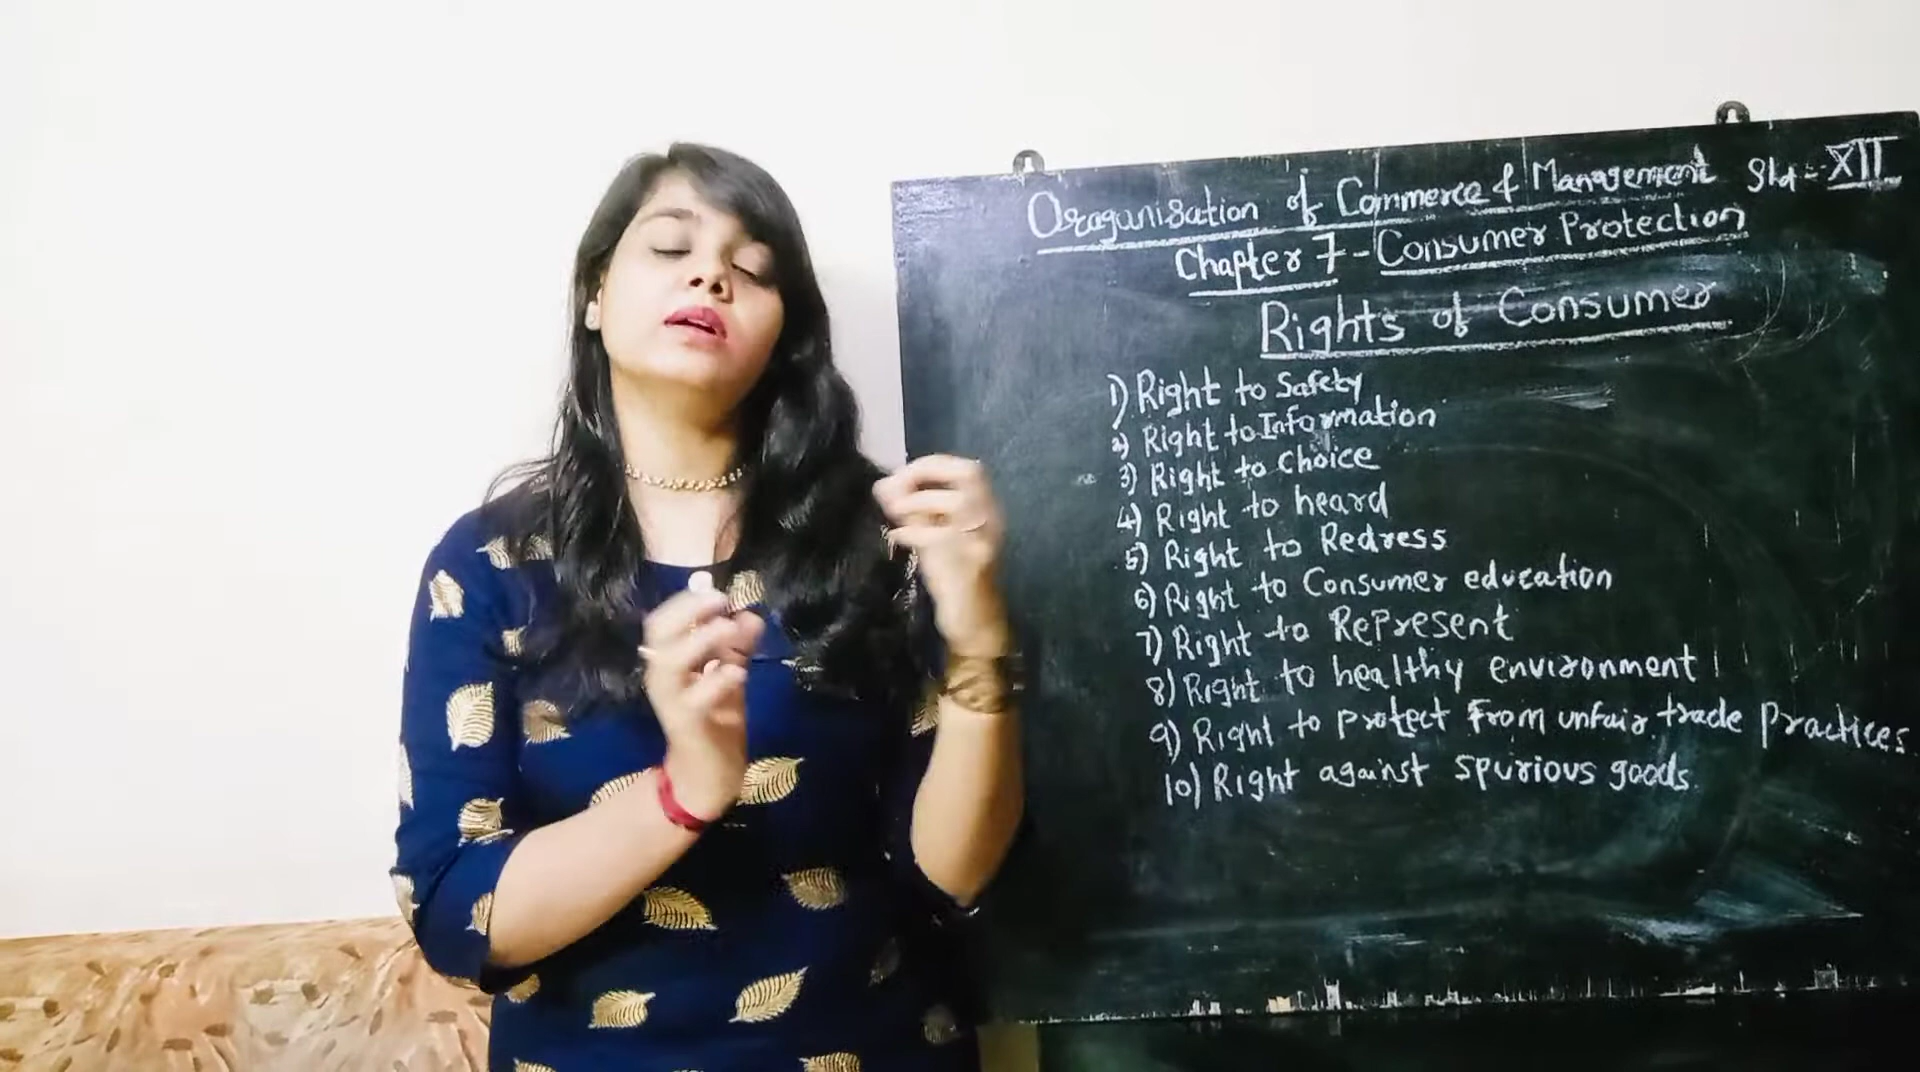 Oraganisation of Commerce & Management Std - XII
Chapter 7 - Consumer Protection
Rights of Consumer
1) Right to Safety
2) Right to Information
3) Right to choice
4) Right to heard
5) Right to Redress
6) Right to Consumer education
7) Right to Represent
8) Right to healthy environment
9) Right to protect from unfair trade practices.
10) Right against spurious goods.